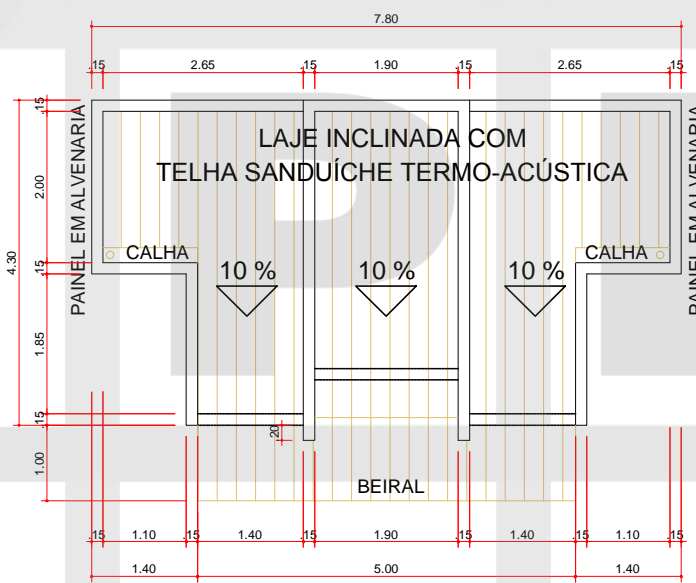 7.80
.15 2.65 .15 1.90 .15 2.65 .15
.15
2.00
.15
4.30
1.85
.15
1.00
PAINEL EM ALVENARIA
LAJE INCLINADA COM
TELHA SANDUÍCHE TERMO-ACÚSTICA
PAINEL EM ALVENARIA
CALHA
CALHA
10 % 10 % 10 %
20
BEIRAL
.15 1.10 .15 1.40 .15 1.90 .15 1.40 .15 1.10 .15
1.40 5.00 1.40